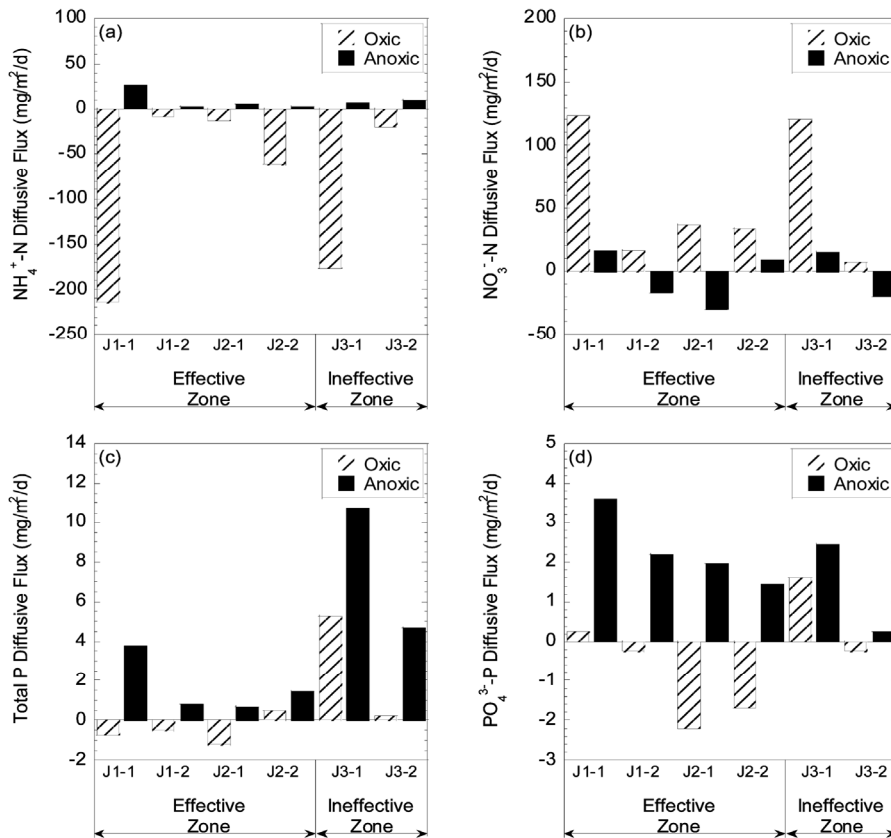 (a)
Oxic
Anoxic
NH₄⁺-N Diffusive Flux (mg/m²/d)
100
50
0
-50
-100
-150
-200
-250
J1-1 J1-2 J2-1 J2-2 J3-1 J3-2
Effective Zone
Ineffective Zone
(b)
Oxic
Anoxic
NO₃⁻-N Diffusive Flux (mg/m²/d)
200
150
100
50
0
-50
J1-1 J1-2 J2-1 J2-2 J3-1 J3-2
Effective Zone
Ineffective Zone
(c)
Oxic
Anoxic
Total P Diffusive Flux (mg/m²/d)
14
12
10
8
6
4
2
0
-2
J1-1 J1-2 J2-1 J2-2 J3-1 J3-2
Effective Zone
Ineffective Zone
(d)
Oxic
Anoxic
PO₄³⁻-P Diffusive Flux (mg/m²/d)
5
4
3
2
1
0
-1
-2
-3
J1-1 J1-2 J2-1 J2-2 J3-1 J3-2
Effective Zone
Ineffective Zone